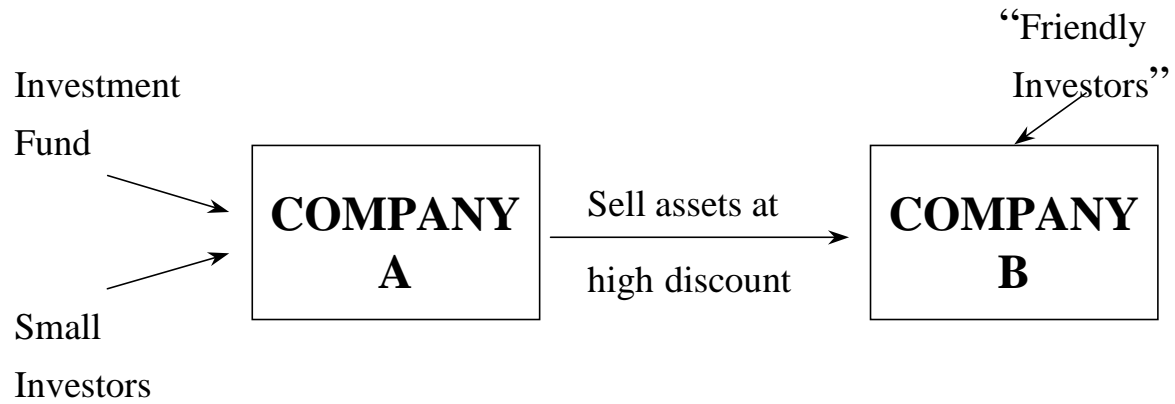 “Friendly
Investors”
Investment
Fund
COMPANY
A
Sell assets at
high discount
COMPANY
B
Small
Investors